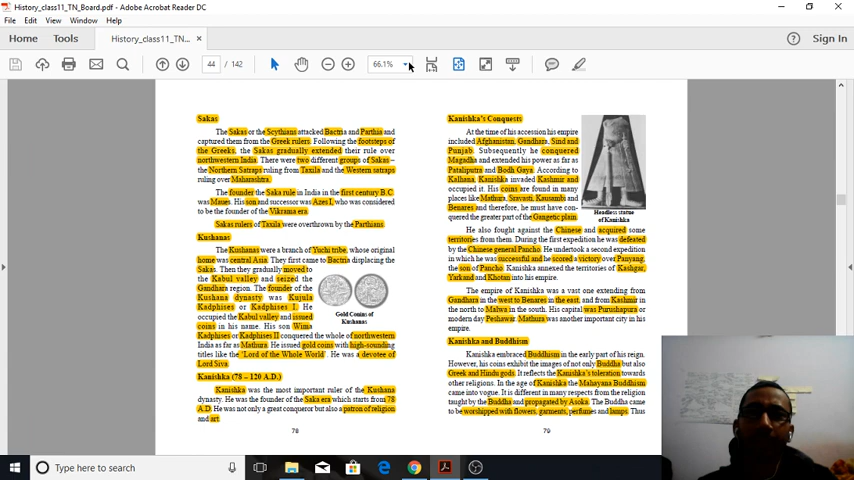 History_class11_TN_Board.pdf - Adobe Acrobat Reader DC
File Edit View Window Help
Home Tools History_class11_TN... × Sign In
44 / 142 66.1%
Sakas
The Sakas or the Scythians attacked Bactria and Parthia and
captured them from the Greek rulers. Following the footsteps of
the Greeks, the Sakas gradually extended their rule over
northwestern India. There were two different groups of Sakas –
the Northern Satraps ruling from Taxila and the Western satraps
ruling over Maharashtra.
The founder the Saka rule in India in the first century B.C.
was Maues. His son and successor was Azes I, who was considered
to be the founder of the Vikrama era.
Sakas rulers of Taxila were overthrown by the Parthians.
Kushanas
The Kushanas were a branch of Yuchi tribe, whose original
home was central Asia. They first came to Bactria displacing the
Sakas. Then they gradually moved to
the Kabul valley and seized the
Gandhara region. The founder of the
Kushana dynasty was Kujula
Kadphises or Kadphises I. He
occupied the Kabul valley and issued
coins in his name. His son Wima
Gold Conins of
Kushanas
Kadphises or Kadphises II conquered the whole of northwestern
India as far as Mathura. He issued gold coins with high-sounding
titles like the ‘Lord of the Whole World’. He was a devotee of
Lord Siva.
Kanishka (78 – 120 A.D.)
Kanishka was the most important ruler of the Kushana
dynasty. He was the founder of the Saka era which starts from 78
A.D. He was not only a great conqueror but also a patron of religion
and art.
78
Kanishka’s Conquests
At the time of his accession his empire
included Afghanistan, Gandhara, Sind and
Punjab. Subsequently he conquered
Magadha and extended his power as far as
Pataliputra and Bodh Gaya. According to
Kalhana, Kanishka invaded Kashmir and
occupied it. His coins are found in many
places like Mathura, Sravasti, Kausambi and
Benares and therefore, he must have con-
quered the greater part of the Gangetic plain.
Headless statue
of Kanishka
He also fought against the Chinese and acquired some
territories from them. During the first expedition he was defeated
by the Chinese general Pancho. He undertook a second expedition
in which he was successful and he scored a victory over Panyang,
the son of Pancho. Kanishka annexed the territories of Kashgar,
Yarkand and Khotan into his empire.
The empire of Kanishka was a vast one extending from
Gandhara in the west to Benares in the east, and from Kashmir in
the north to Malwa in the south. His capital was Purushapura or
modern day Peshawar. Mathura was another important city in his
empire.
Kanishka and Buddhism
Kanishka embraced Buddhism in the early part of his reign.
However, his coins exhibit the images of not only Buddha but also
Greek and Hindu gods. It reflects the Kanishka’s toleration towards
other religions. In the age of Kanishka the Mahayana Buddhism
came into vogue. It is different in many respects from the religion
taught by the Buddha and propagated by Asoka. The Buddha came
to be worshipped with flowers, garments, perfumes and lamps. Thus
79
Type here to search